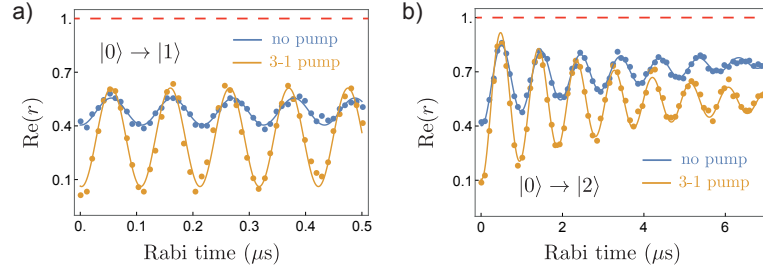 a)
Re(r)
1.
0.7
0.4
0.1
|0⟩ → |1⟩
no pump
3-1 pump
0. 0.1 0.2 0.3 0.4 0.5
Rabi time (μs)
b)
Re(r)
1.
0.7
0.4
0.1
no pump
|0⟩ → |2⟩
3-1 pump
0 2 4 6
Rabi time (μs)